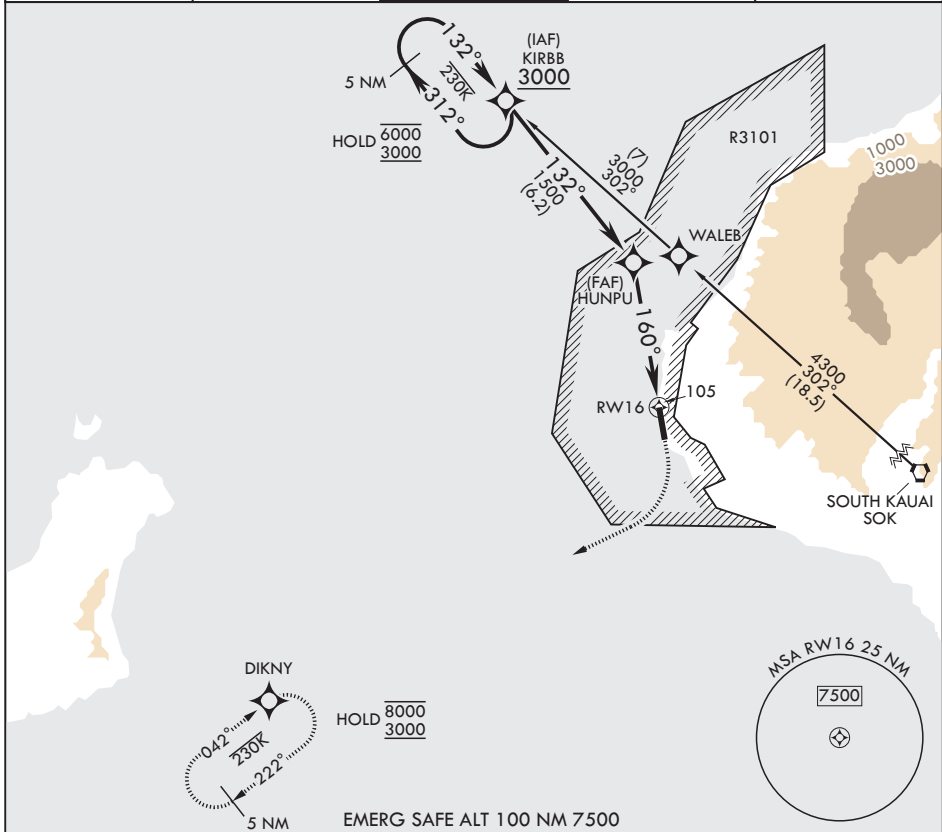 132°
230K
312°
5 NM
HOLD 6000
3000
(IAF)
KIRBB
3000
132°
1500
(6.2)
(7)
3000
302°
R3101
1000
3000
WALEB
(FAF)
HUNPU
160°
RW16
105
4300
302°
(18.5)
SOUTH KAUAI
SOK
DIKNY
HOLD 8000
3000
042°
230K
222°
5 NM
MSA RW16 25 NM
7500
EMERG SAFE ALT 100 NM 7500